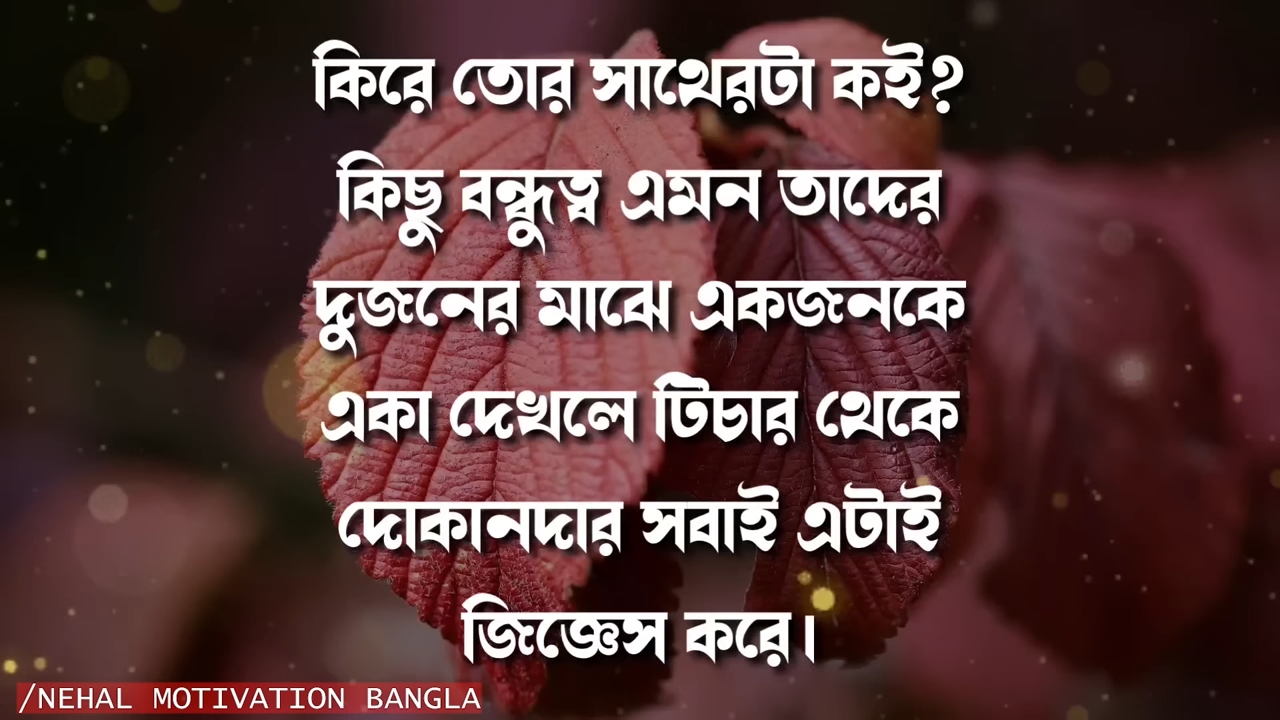 কিরে তোর সাথেরটা কই?
কিছু বন্ধুত্ব এমন তাদের
দুজনের মাঝে একজনকে
একা দেখলে টিচার থেকে
দোকানদার সবাই এটাই
জিজ্ঞেস করে।
/NEHAL MOTIVATION BANGLA